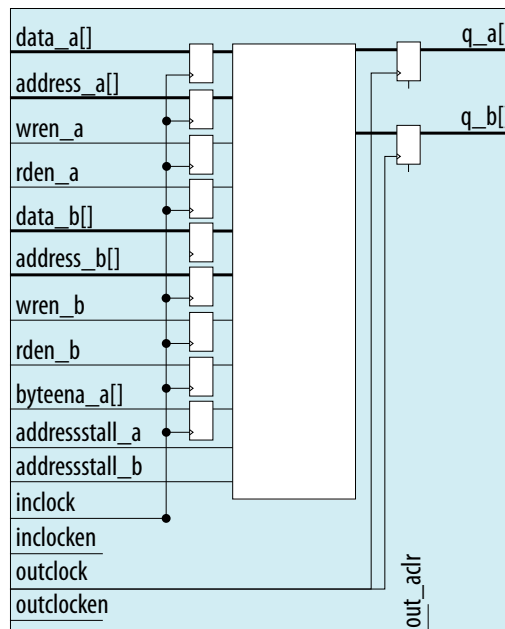 data_a[]
address_a[]
wren_a
rden_a
data_b[]
address_b[]
wren_b
rden_b
byteena_a[]
addressstall_a
addressstall_b
inclock
inclocken
outclock
outclocken
q_a[
q_b[
out_aclr